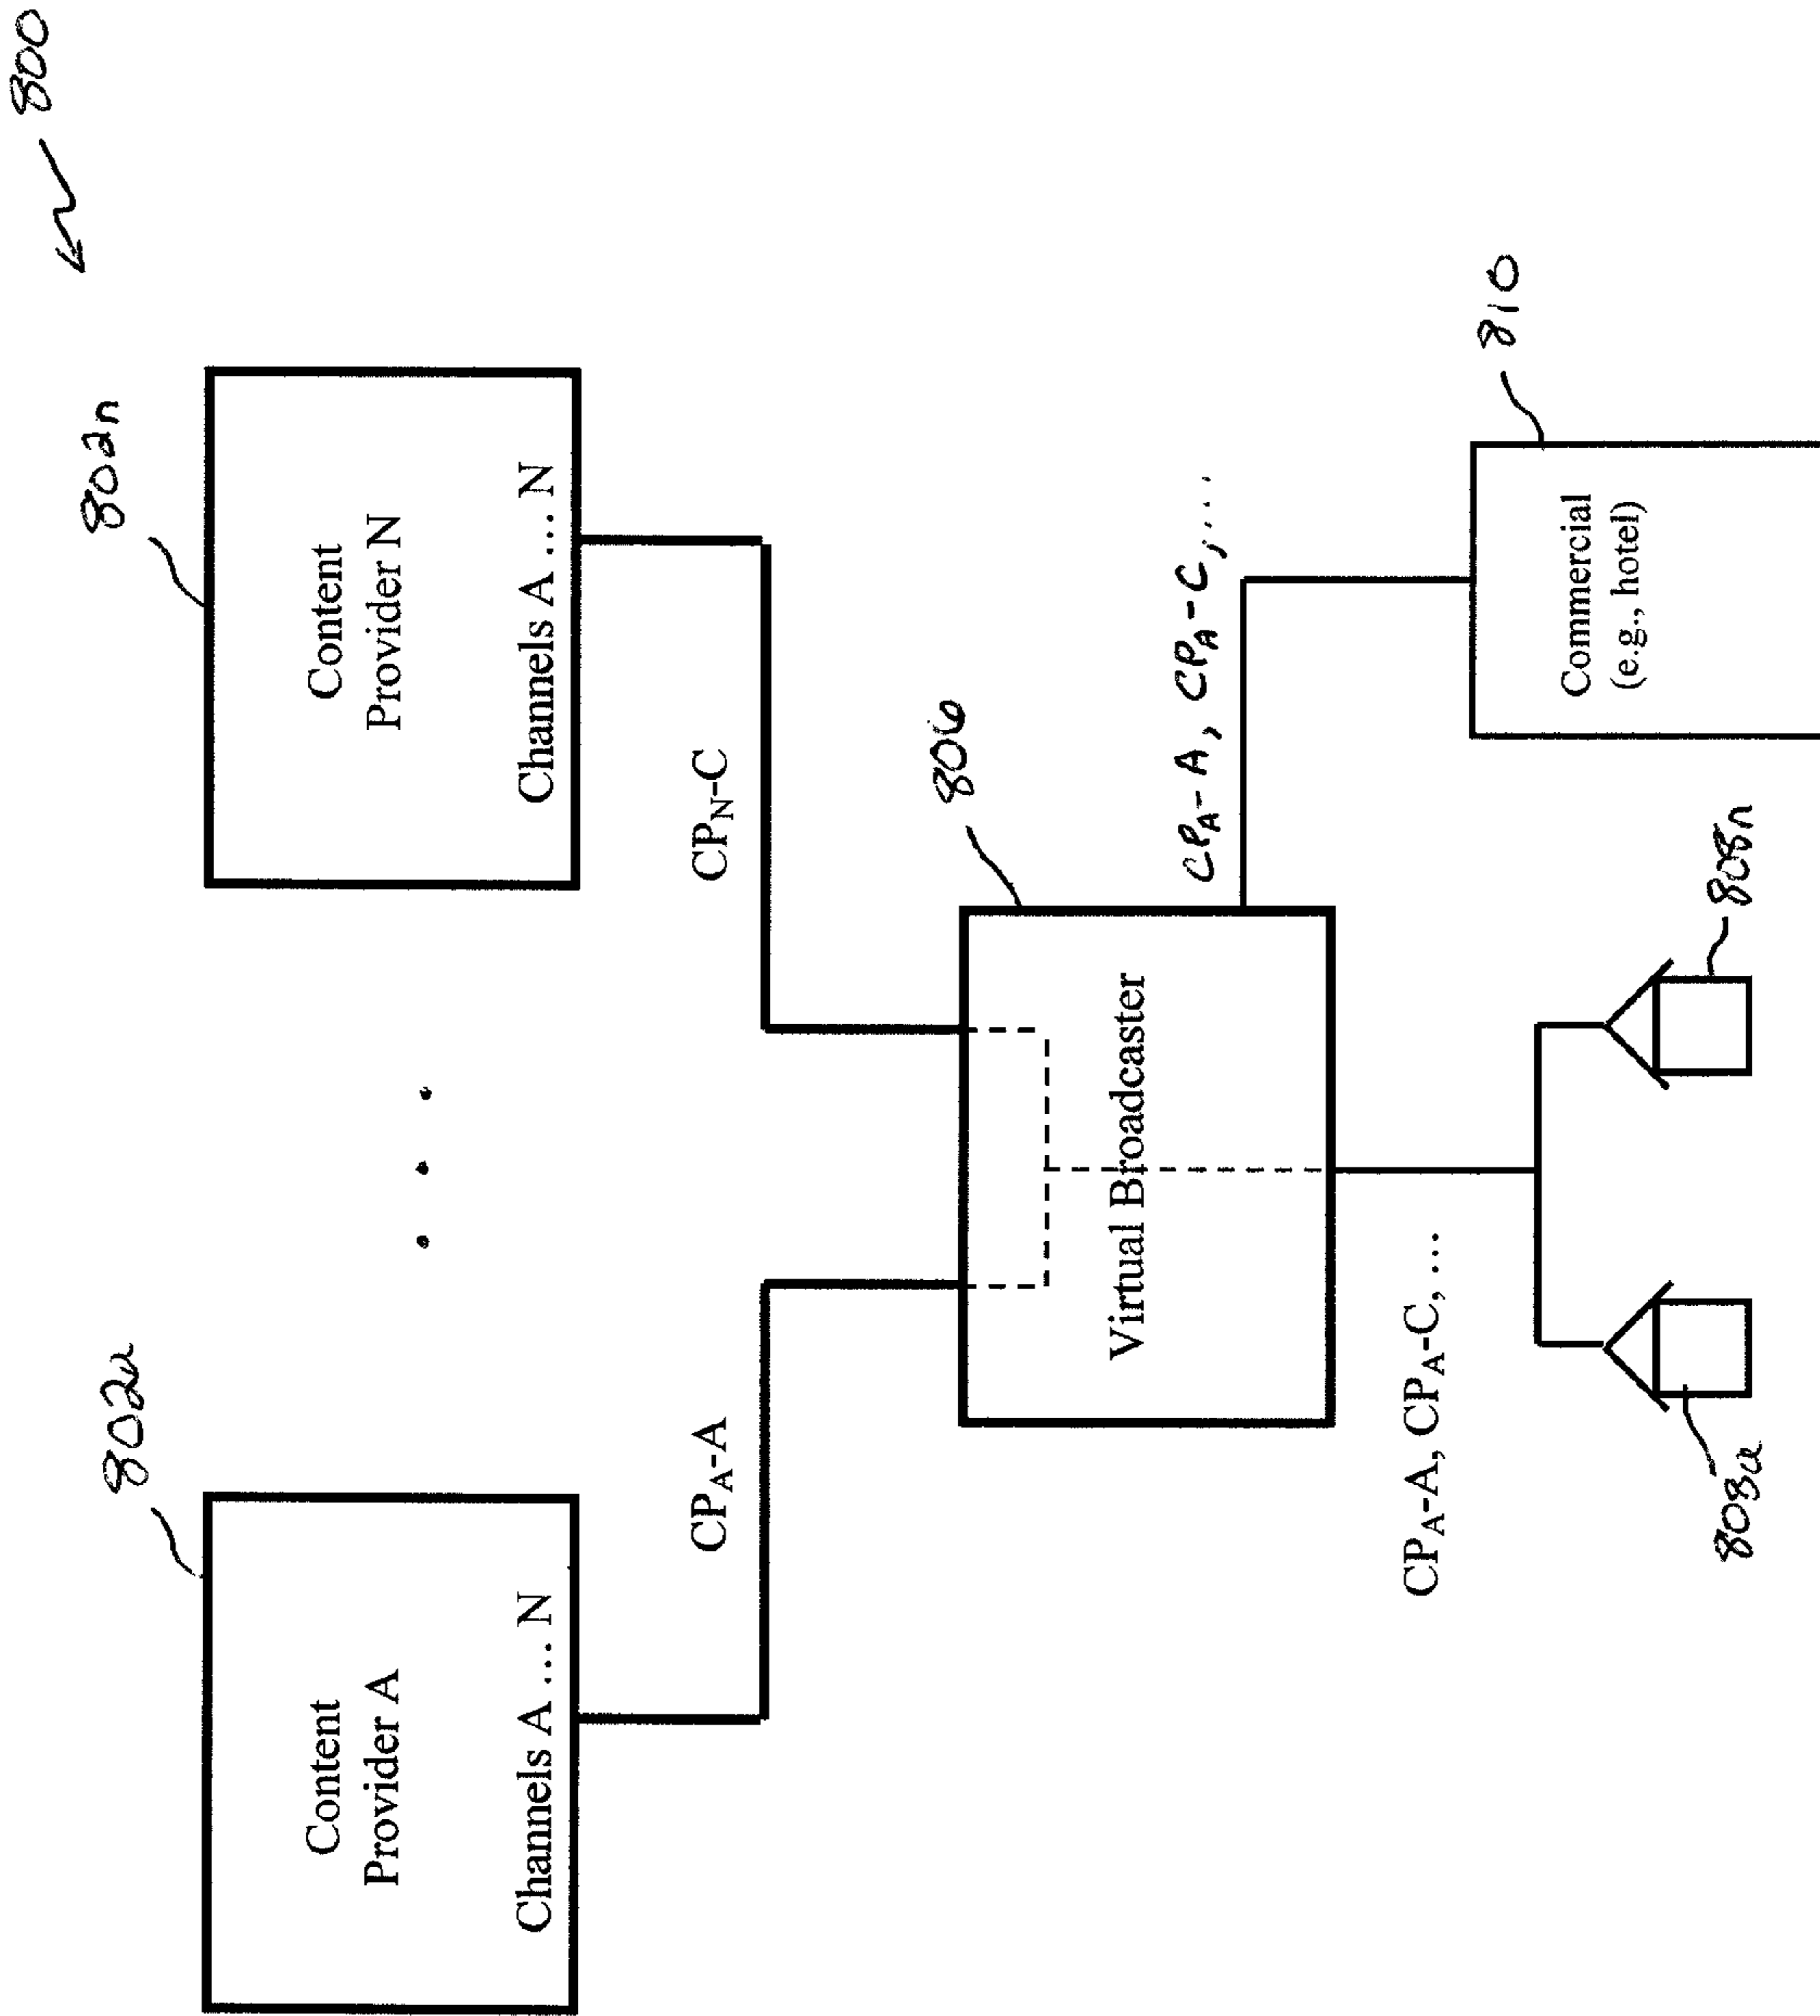 800
802a
802n
Content
Provider A
Channels A ... N
Content
Provider N
Channels A ... N
CPA-A
CPN-C
806
Virtual Broadcaster
CPA-A, CPA-C, ...
CPA-A, CPA-C, ...
810
Commercial
(e.g., hotel)
808a
808n